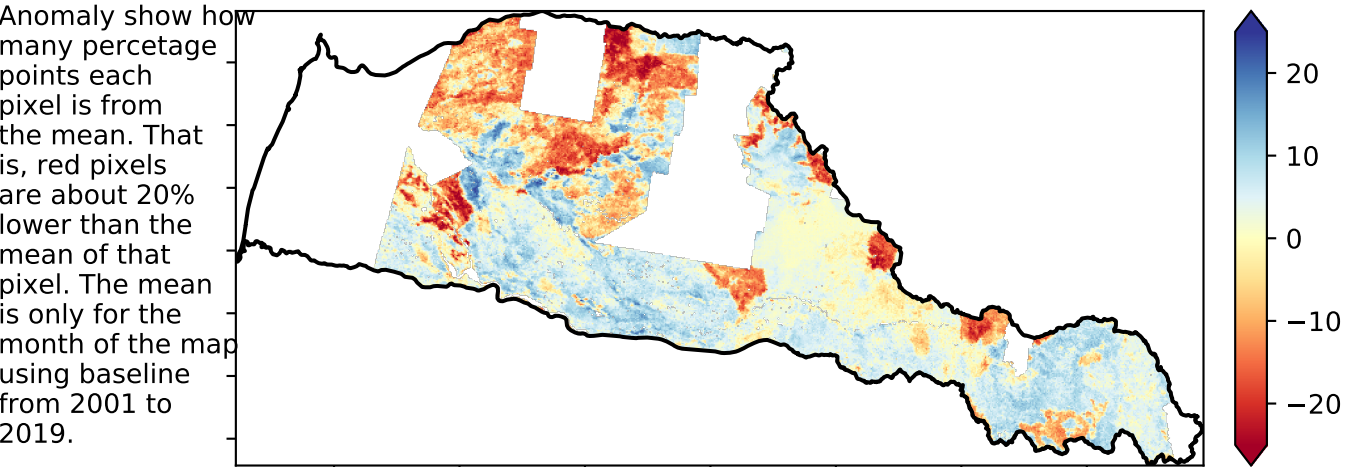 Anomaly show how
many percetage
points each
pixel is from
the mean. That
is, red pixels
are about 20%
lower than the
mean of that
pixel. The mean
is only for the
month of the map
using baseline
from 2001 to
2019.
20
10
0
−10
−20